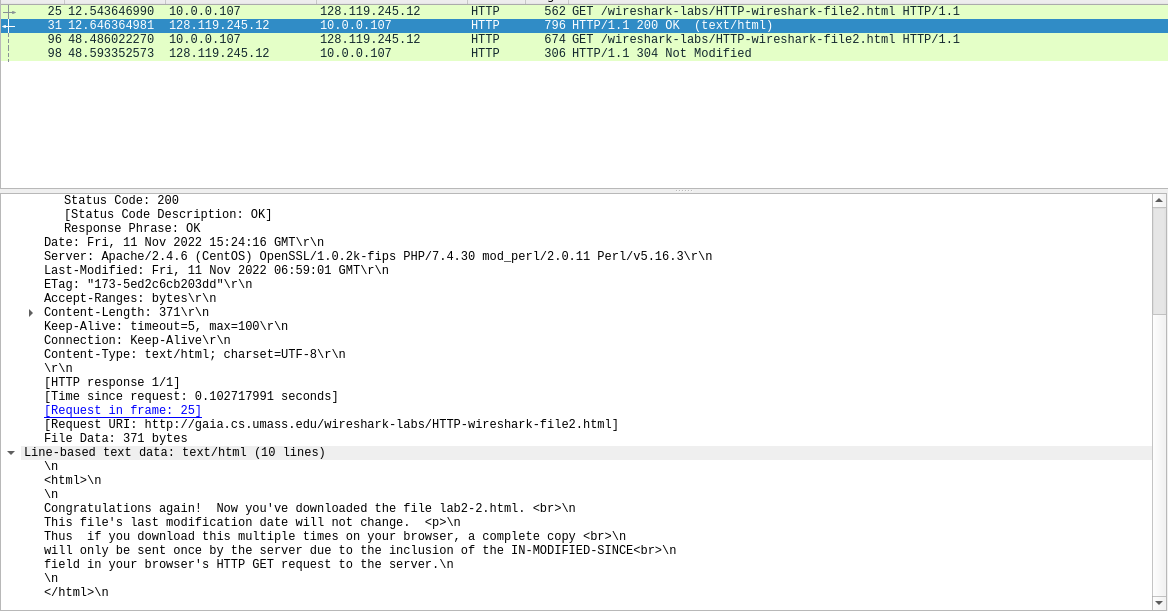 25 12.543646990 10.0.0.107 128.119.245.12 HTTP 562 GET /wireshark-labs/HTTP-wireshark-file2.html HTTP/1.1
31 12.646364981 128.119.245.12 10.0.0.107 HTTP 796 HTTP/1.1 200 OK  (text/html)
96 48.486022270 10.0.0.107 128.119.245.12 HTTP 674 GET /wireshark-labs/HTTP-wireshark-file2.html HTTP/1.1
98 48.593352573 128.119.245.12 10.0.0.107 HTTP 306 HTTP/1.1 304 Not Modified
Status Code: 200
[Status Code Description: OK]
Response Phrase: OK
Date: Fri, 11 Nov 2022 15:24:16 GMT\r\n
Server: Apache/2.4.6 (CentOS) OpenSSL/1.0.2k-fips PHP/7.4.30 mod_perl/2.0.11 Perl/v5.16.3\r\n
Last-Modified: Fri, 11 Nov 2022 06:59:01 GMT\r\n
ETag: "173-5ed2c6cb203dd"\r\n
Accept-Ranges: bytes\r\n
Content-Length: 371\r\n
Keep-Alive: timeout=5, max=100\r\n
Connection: Keep-Alive\r\n
Content-Type: text/html; charset=UTF-8\r\n
\r\n
[HTTP response 1/1]
[Time since request: 0.102717991 seconds]
[Request in frame: 25]
[Request URI: http://gaia.cs.umass.edu/wireshark-labs/HTTP-wireshark-file2.html]
File Data: 371 bytes
Line-based text data: text/html (10 lines)
\n
<html>\n
\n
Congratulations again!  Now you've downloaded the file lab2-2.html. <br>\n
This file's last modification date will not change.  <p>\n
Thus  if you download this multiple times on your browser, a complete copy <br>\n
will only be sent once by the server due to the inclusion of the IN-MODIFIED-SINCE<br>\n
field in your browser's HTTP GET request to the server.\n
\n
</html>\n